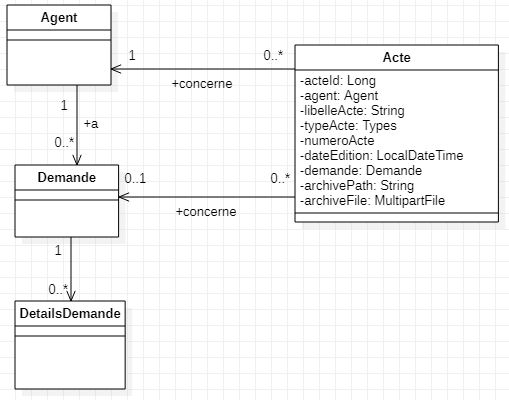 Agent
1
0..*
+concerne
Acte
-acteId: Long
-agent: Agent
-libelleActe: String
-typeActe: Types
-numeroActe
-dateEdition: LocalDateTime
-demande: Demande
-archivePath: String
-archiveFile: MultipartFile
1
+a
0..*
Demande
0..1
0..*
+concerne
1
0..*
DetailsDemande